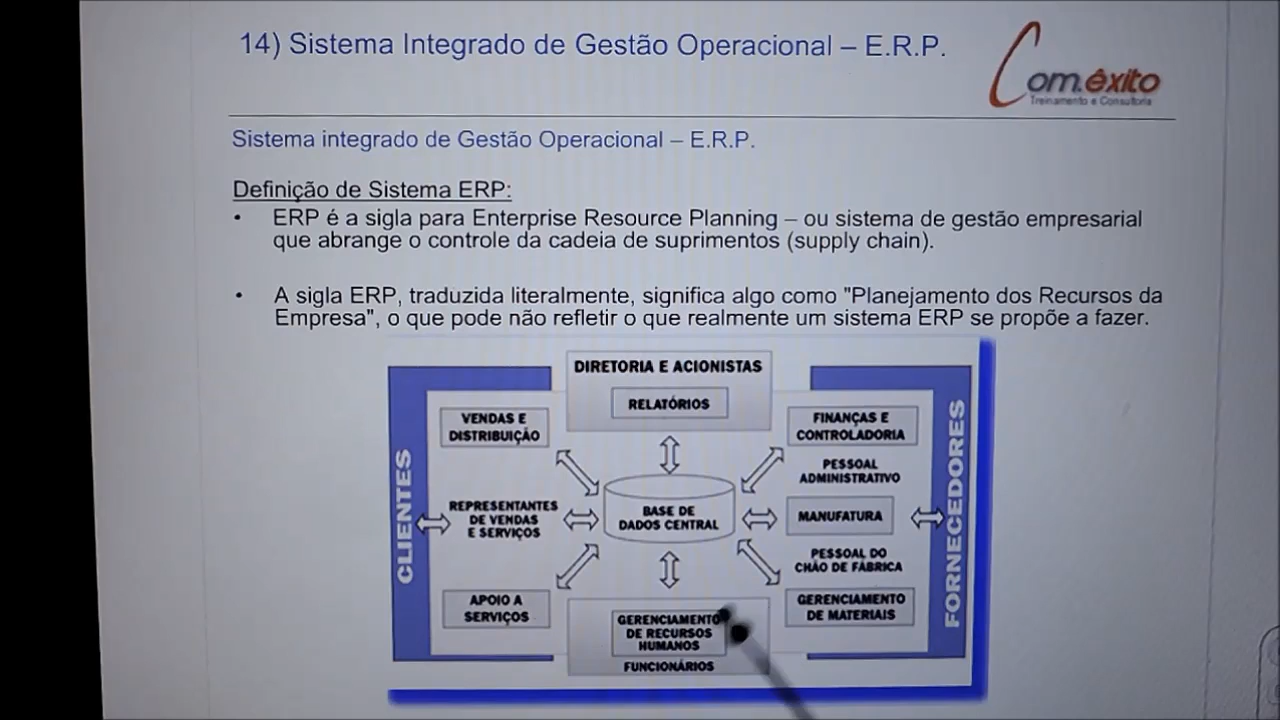 14) Sistema Integrado de Gestão Operacional – E.R.P.
Com.êxito
Treinamento e Consultoria
Sistema integrado de Gestão Operacional – E.R.P.
Definição de Sistema ERP:
• ERP é a sigla para Enterprise Resource Planning – ou sistema de gestão empresarial
que abrange o controle da cadeia de suprimentos (supply chain).
• A sigla ERP, traduzida literalmente, significa algo como "Planejamento dos Recursos da
Empresa", o que pode não refletir o que realmente um sistema ERP se propõe a fazer.
DIRETORIA E ACIONISTAS
RELATÓRIOS
CLIENTES
VENDAS E
DISTRIBUIÇÃO
REPRESENTANTES
DE VENDAS
E SERVIÇOS
APOIO A
SERVIÇOS
BASE DE
DADOS CENTRAL
GERENCIAMENTO
DE RECURSOS
HUMANOS
FUNCIONÁRIOS
FINANÇAS E
CONTROLADORIA
PESSOAL
ADMINISTRATIVO
MANUFATURA
PESSOAL DO
CHÃO DE FÁBRICA
GERENCIAMENTO
DE MATERIAIS
FORNECEDORES